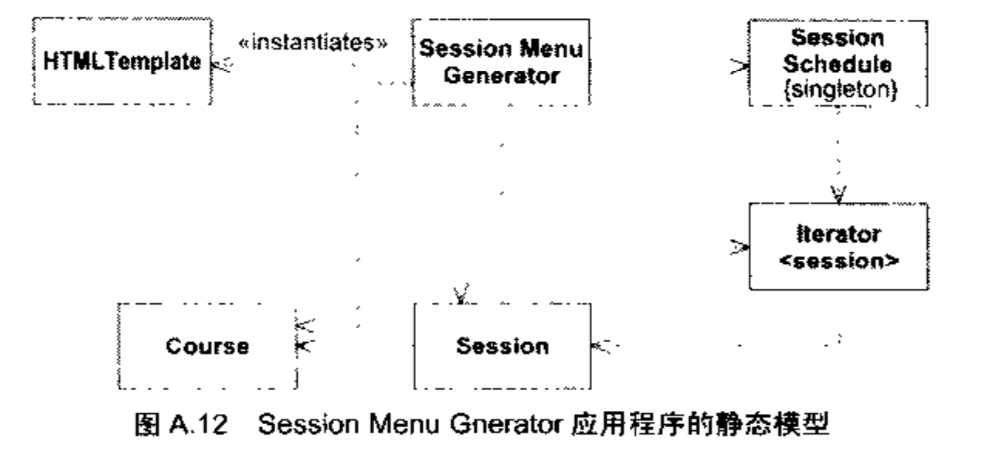 HTMLTemplate
«instantiates»
Session Menu
Generator
Session
Schedule
{singleton}
Iterator
<session>
Course
Session
图 A.12 Session Menu Gnerator 应用程序的静态模型